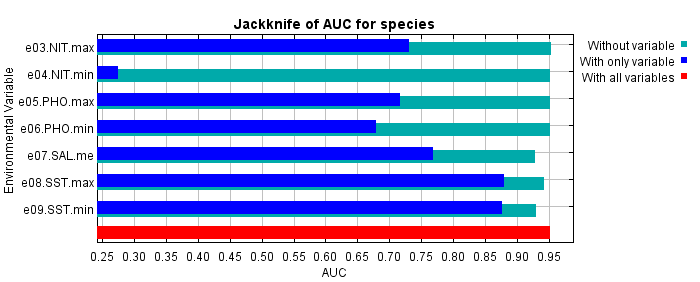 Jackknife of AUC for species
Environmental Variable
e03.NIT.max
e04.NIT.min
e05.PHO.max
e06.PHO.min
e07.SAL.me
e08.SST.max
e09.SST.min
0.25 0.30 0.35 0.40 0.45 0.50 0.55 0.60 0.65 0.70 0.75 0.80 0.85 0.90 0.95
AUC
Without variable
With only variable
With all variables